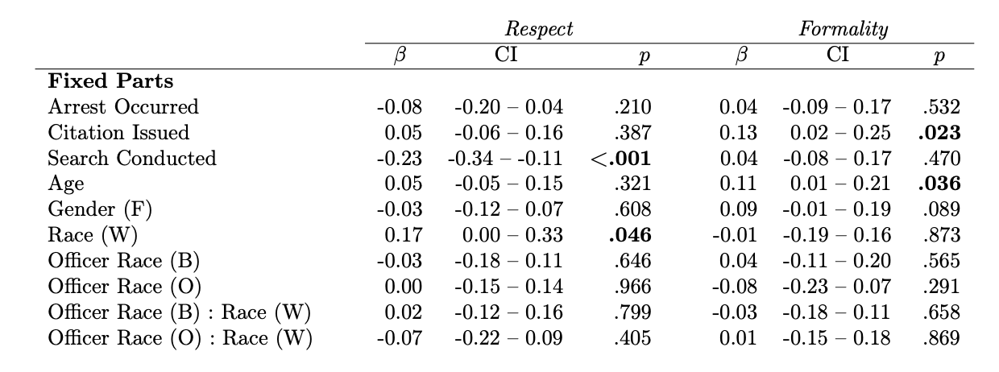 Respect Formality
β CI p β CI p
Fixed Parts
Arrest Occurred -0.08 -0.20 – 0.04 .210 0.04 -0.09 – 0.17 .532
Citation Issued 0.05 -0.06 – 0.16 .387 0.13 0.02 – 0.25 .023
Search Conducted -0.23 -0.34 – -0.11 <.001 0.04 -0.08 – 0.17 .470
Age 0.05 -0.05 – 0.15 .321 0.11 0.01 – 0.21 .036
Gender (F) -0.03 -0.12 – 0.07 .608 0.09 -0.01 – 0.19 .089
Race (W) 0.17 0.00 – 0.33 .046 -0.01 -0.19 – 0.16 .873
Officer Race (B) -0.03 -0.18 – 0.11 .646 0.04 -0.11 – 0.20 .565
Officer Race (O) 0.00 -0.15 – 0.14 .966 -0.08 -0.23 – 0.07 .291
Officer Race (B) : Race (W) 0.02 -0.12 – 0.16 .799 -0.03 -0.18 – 0.11 .658
Officer Race (O) : Race (W) -0.07 -0.22 – 0.09 .405 0.01 -0.15 – 0.18 .869